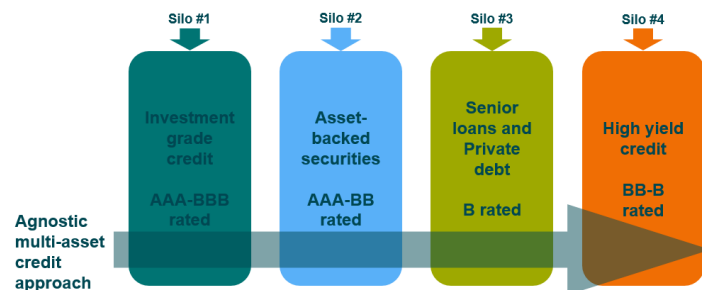 Silo #1
Silo #2
Silo #3
Silo #4
Investment
grade
credit
AAA-BBB
rated
Asset-
backed
securities
AAA-BB
rated
Senior
loans and
Private
debt
B rated
High yield
credit
BB-B
rated
Agnostic
multi-asset
credit
approach